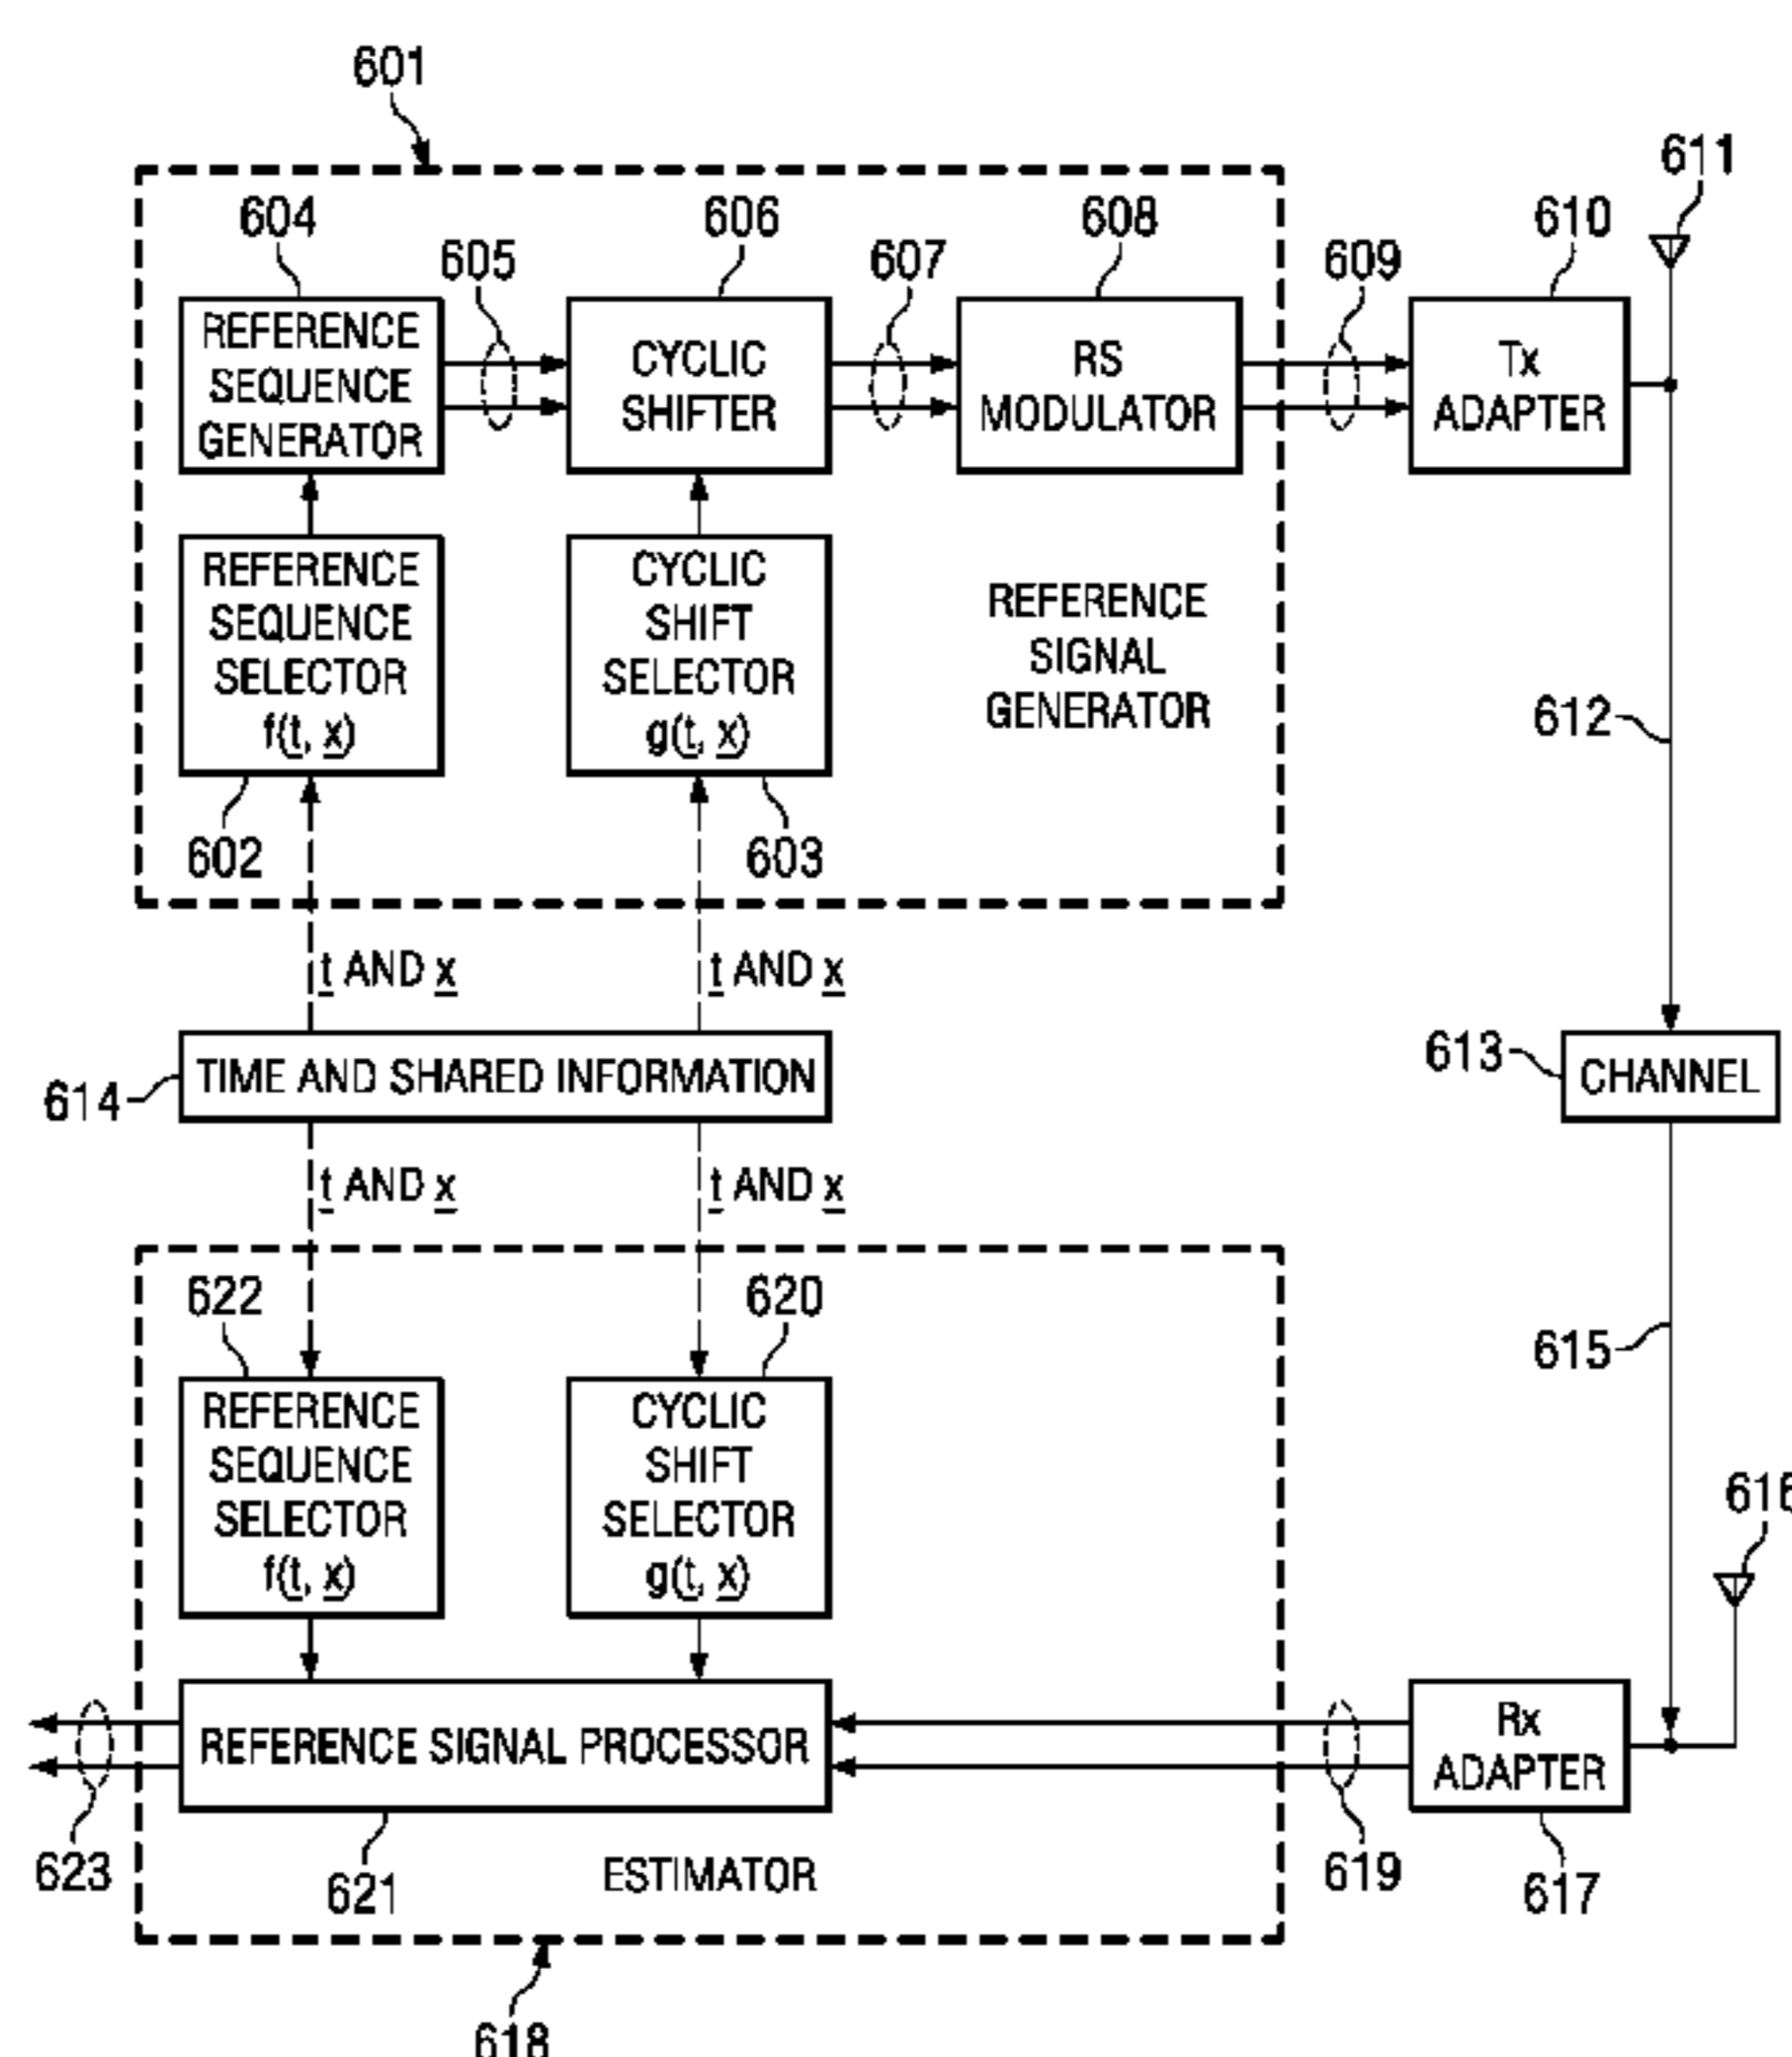 601
611
604
606
608
610
605
607
609
REFERENCE
SEQUENCE
GENERATOR
CYCLIC
SHIFTER
RS
MODULATOR
Tx
ADAPTER
REFERENCE
SEQUENCE
SELECTOR
f(t, x)
CYCLIC
SHIFT
SELECTOR
g(t, x)
REFERENCE
SIGNAL
GENERATOR
612
602
603
t AND x
t AND x
613
CHANNEL
614
TIME AND SHARED INFORMATION
t AND x
t AND x
622
620
615
REFERENCE
SEQUENCE
SELECTOR
f(t, x)
CYCLIC
SHIFT
SELECTOR
g(t, x)
616
REFERENCE SIGNAL PROCESSOR
Rx
ADAPTER
623
621
ESTIMATOR
619
617
618